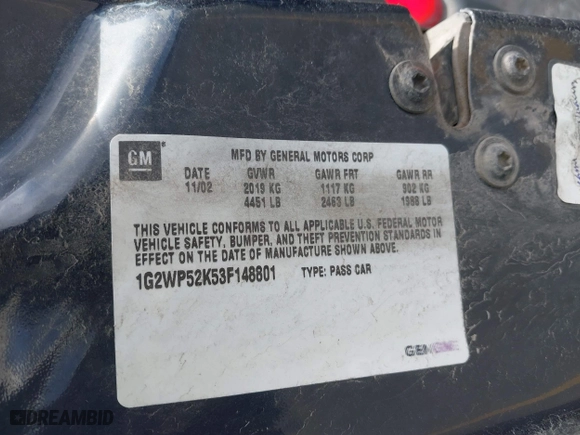 GM
MFD BY GENERAL MOTORS CORP
DATE GVWR GAWR FRT GAWR RR
11/02 2019 KG 1117 KG 902 KG
4451 LB 2463 LB 1988 LB
THIS VEHICLE CONFORMS TO ALL APPLICABLE U.S. FEDERAL MOTOR
VEHICLE SAFETY, BUMPER, AND THEFT PREVENTION STANDARDS IN
EFFECT ON THE DATE OF MANUFACTURE SHOWN ABOVE.
1G2WP52K53F148801 TYPE: PASS CAR
DREAMBID